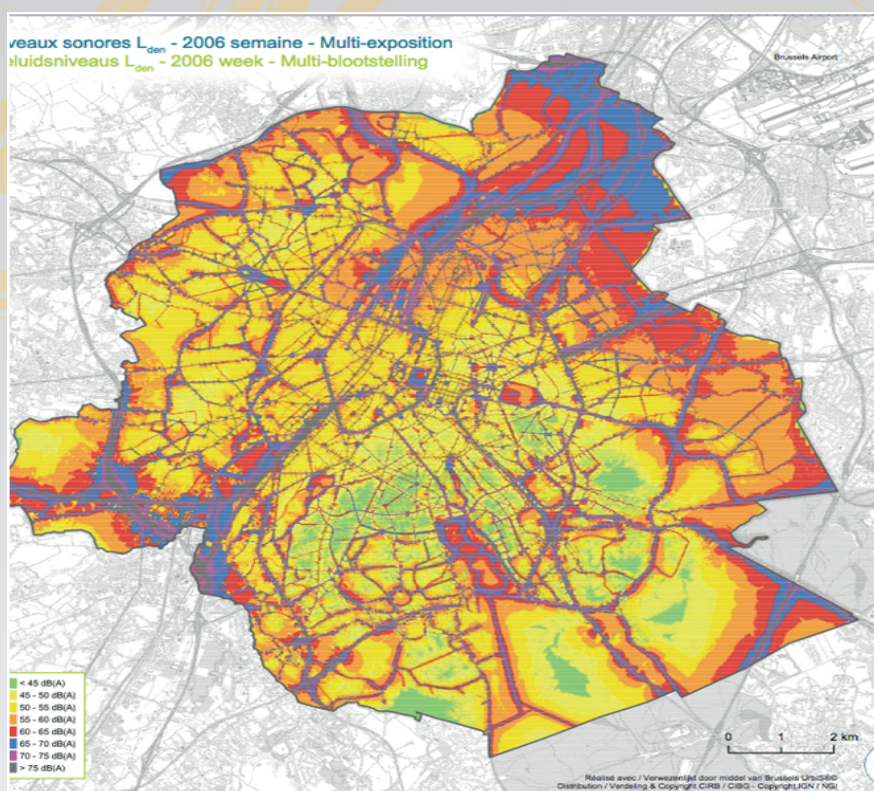 veaux sonores Lden - 2006 semaine - Multi-exposition
eluidsniveaus Lden - 2006 week - Multi-blootstelling
Brussels Airport
< 45 dB(A)
45 - 50 dB(A)
50 - 55 dB(A)
55 - 60 dB(A)
60 - 65 dB(A)
65 - 70 dB(A)
70 - 75 dB(A)
> 75 dB(A)
0 1 2 km
Réalisé avec / Verwezenlijkt door middel van Brussels UrbIS®©
Distribution / Verdeling & Copyright CIRB / CIBG - Copyright IGN / NGI